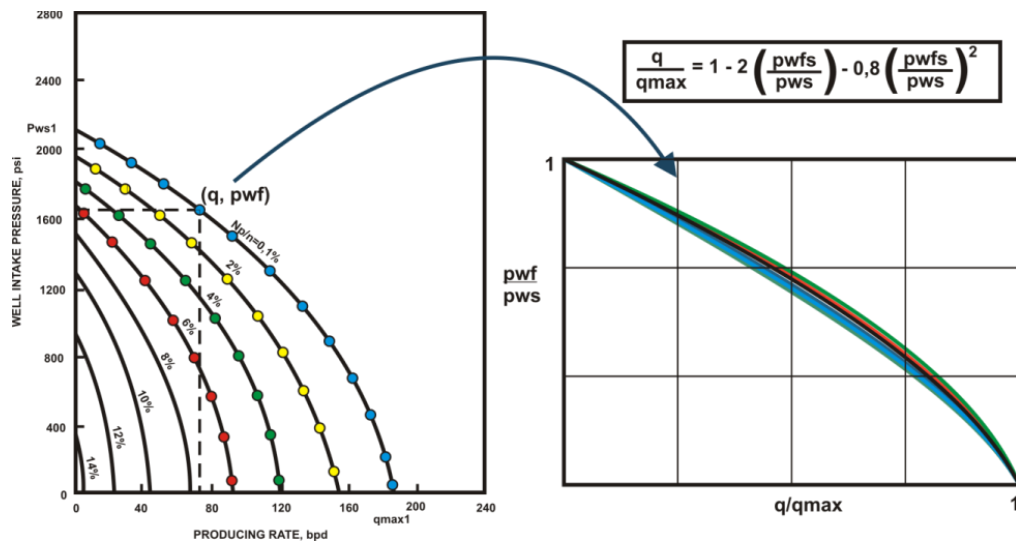 2800
2400
Pws1
2000
1600
1200
800
400
0
WELL INTAKE PRESSURE, psi
(q, pwf)
Np/n=0,1%
2%
4%
6%
8%
10%
12%
14%
0 40 80 120 160 200 240
qmax1
PRODUCING RATE, bpd
q/qmax = 1 - 2 (pwfs/pws) - 0,8 (pwfs/pws)²
1
pwf
pws
q/qmax
1